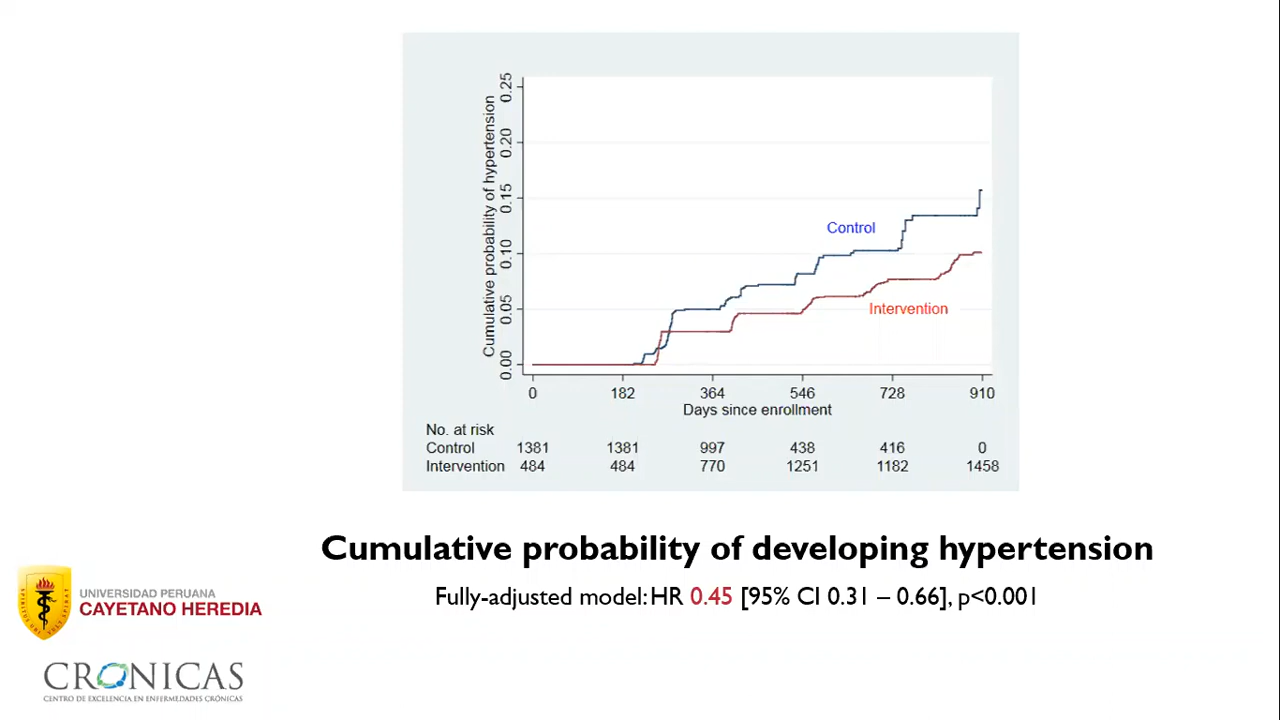 0.25
0.20
0.15
0.10
0.05
0.00
Cumulative probability of hypertension
Control
Intervention
0 182 364 546 728 910
Days since enrollment
No. at risk
Control 1381 1381 997 438 416 0
Intervention 484 484 770 1251 1182 1458
Cumulative probability of developing hypertension
Fully-adjusted model: HR 0.45 [95% CI 0.31 – 0.66], p<0.001
UNIVERSIDAD PERUANA
CAYETANO HEREDIA
CRONICAS
CENTRO DE EXCELENCIA EN ENFERMEDADES CRÓNICAS